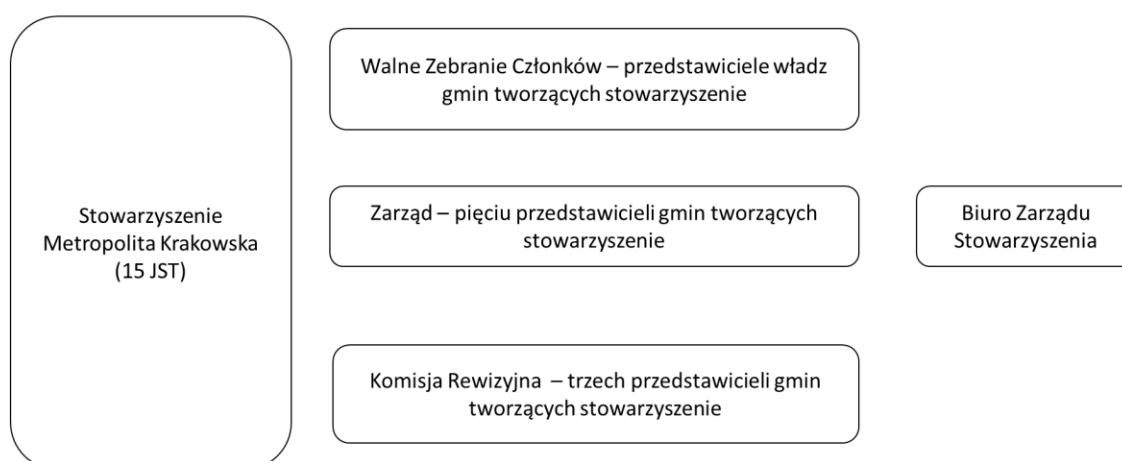 Stowarzyszenie
Metropolita Krakowska
(15 JST)
Walne Zebranie Członków – przedstawiciele władz
gmin tworzących stowarzyszenie
Zarząd – pięciu przedstawicieli gmin tworzących
stowarzyszenie
Biuro Zarządu
Stowarzyszenia
Komisja Rewizyjna – trzech przedstawicieli gmin
tworzących stowarzyszenie